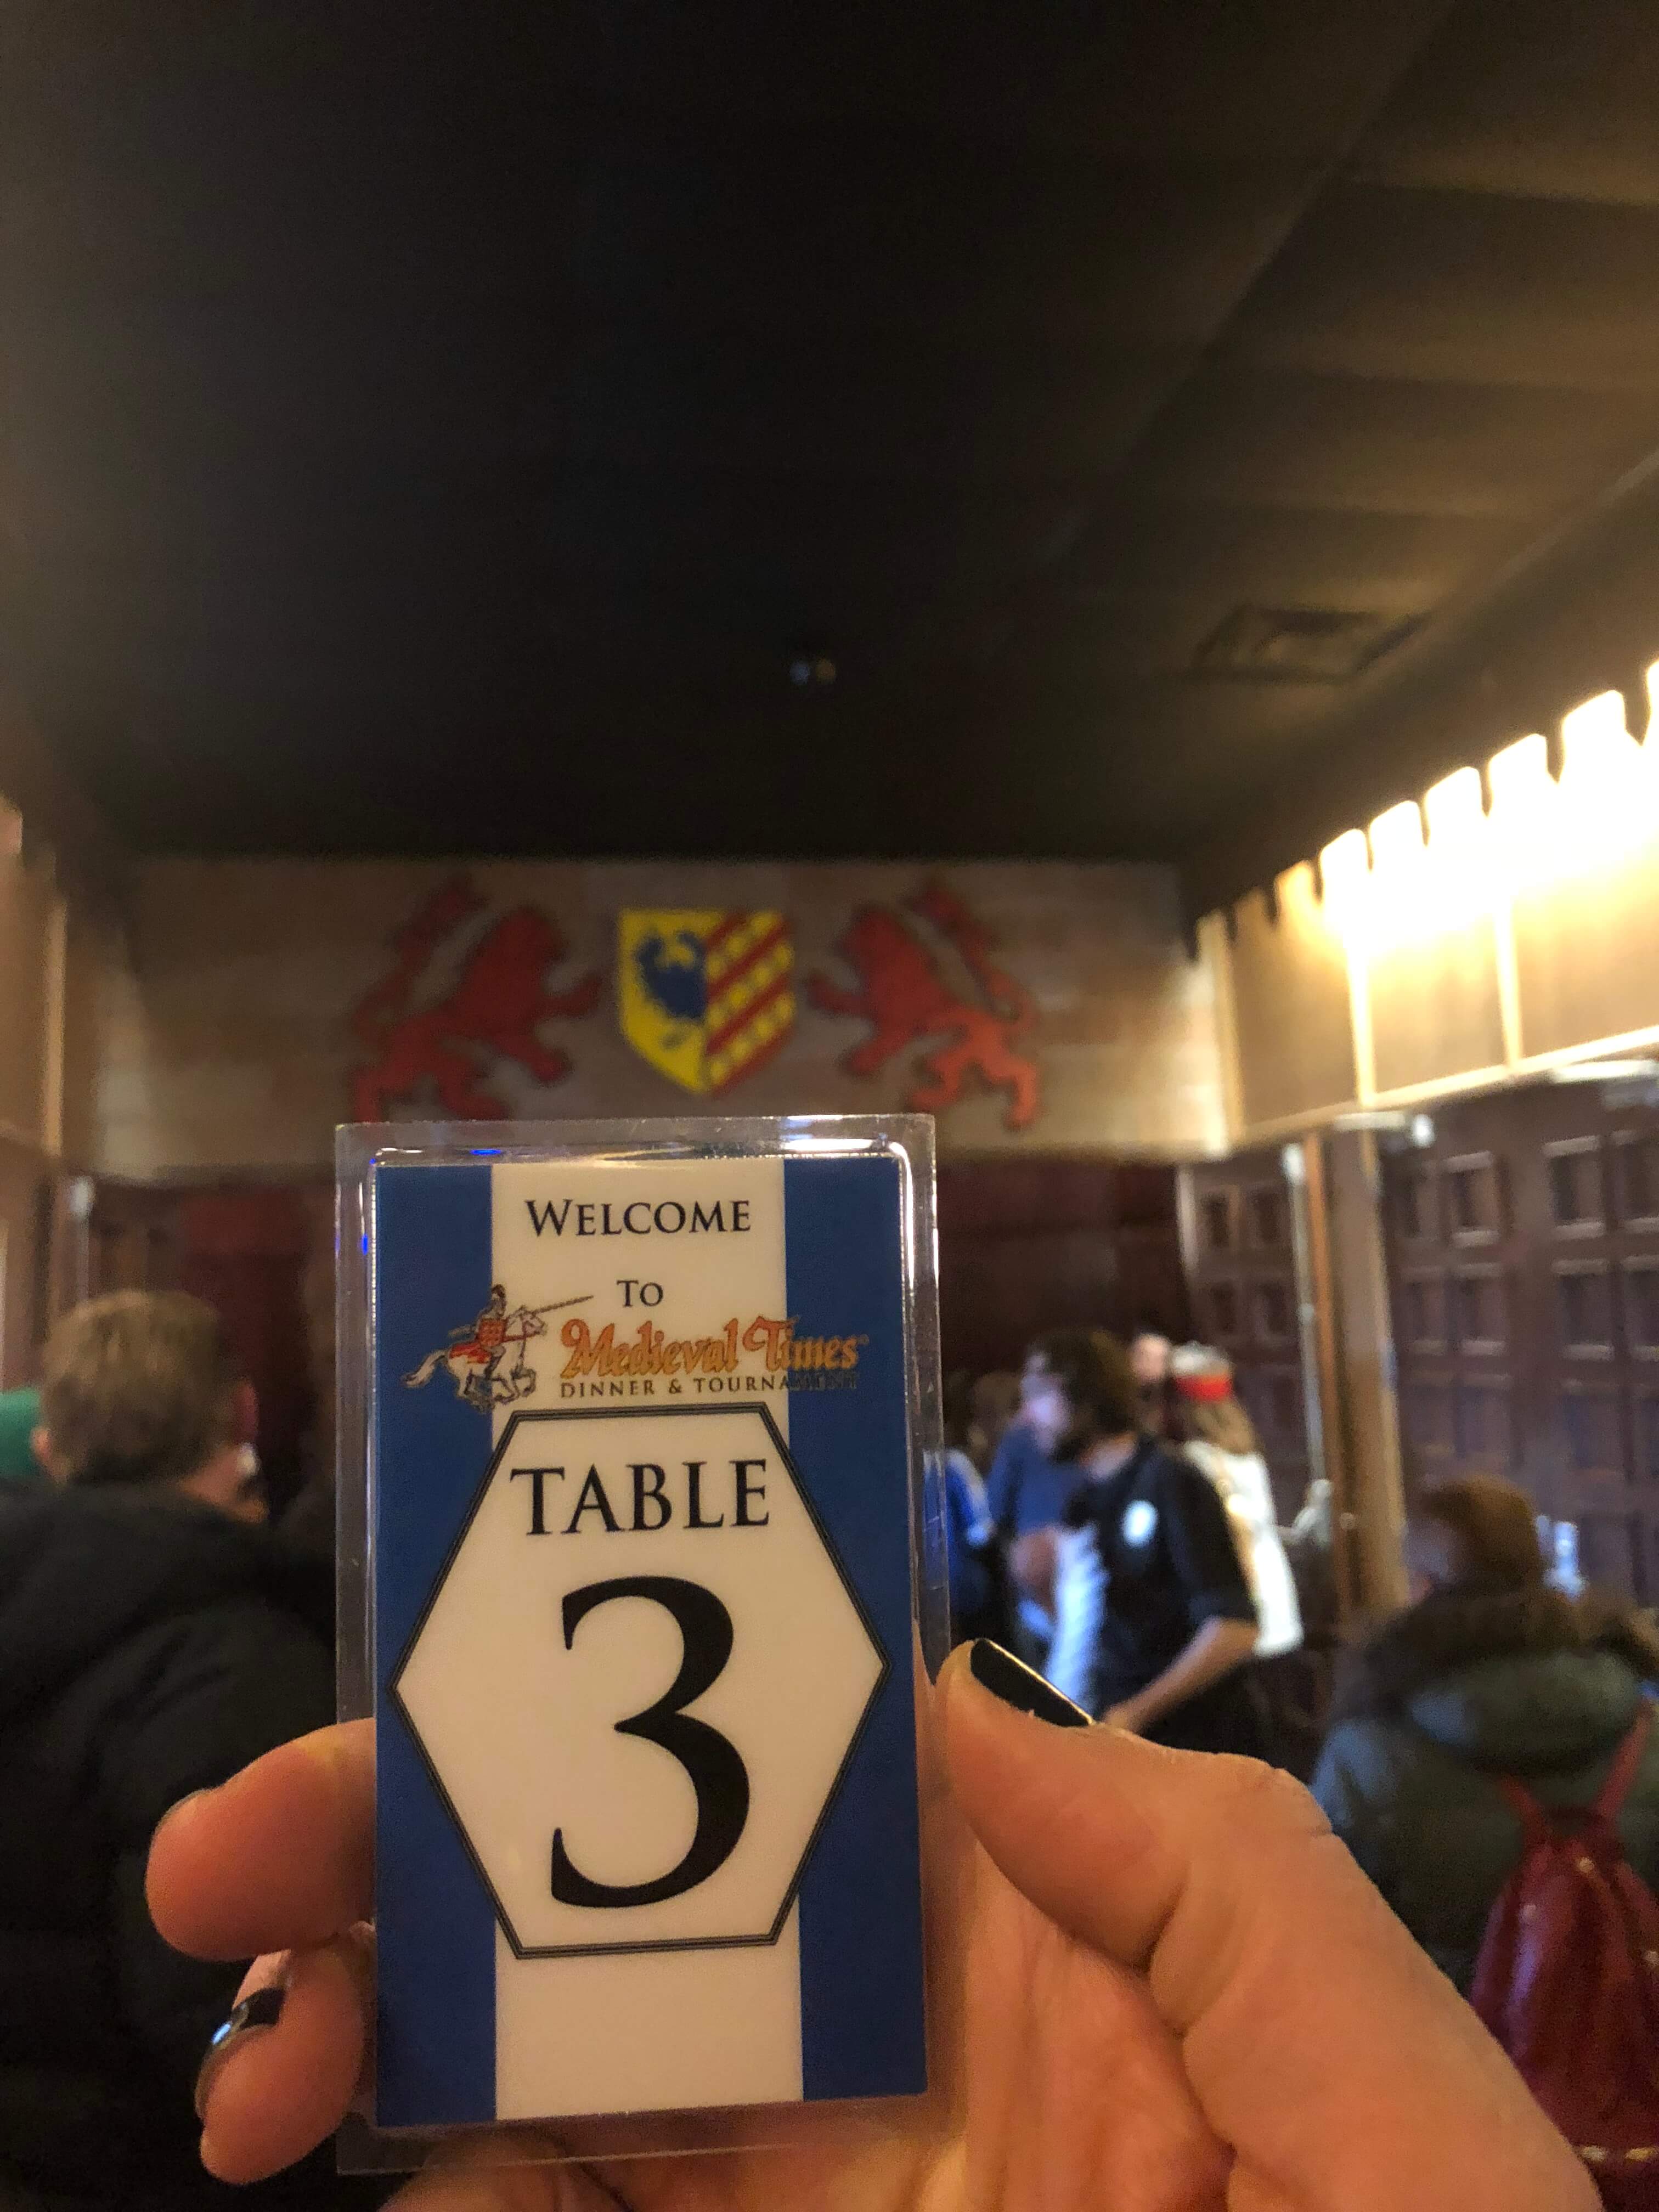 WELCOME
TO
Medieval Times
DINNER & TOURNAMENT
TABLE
3